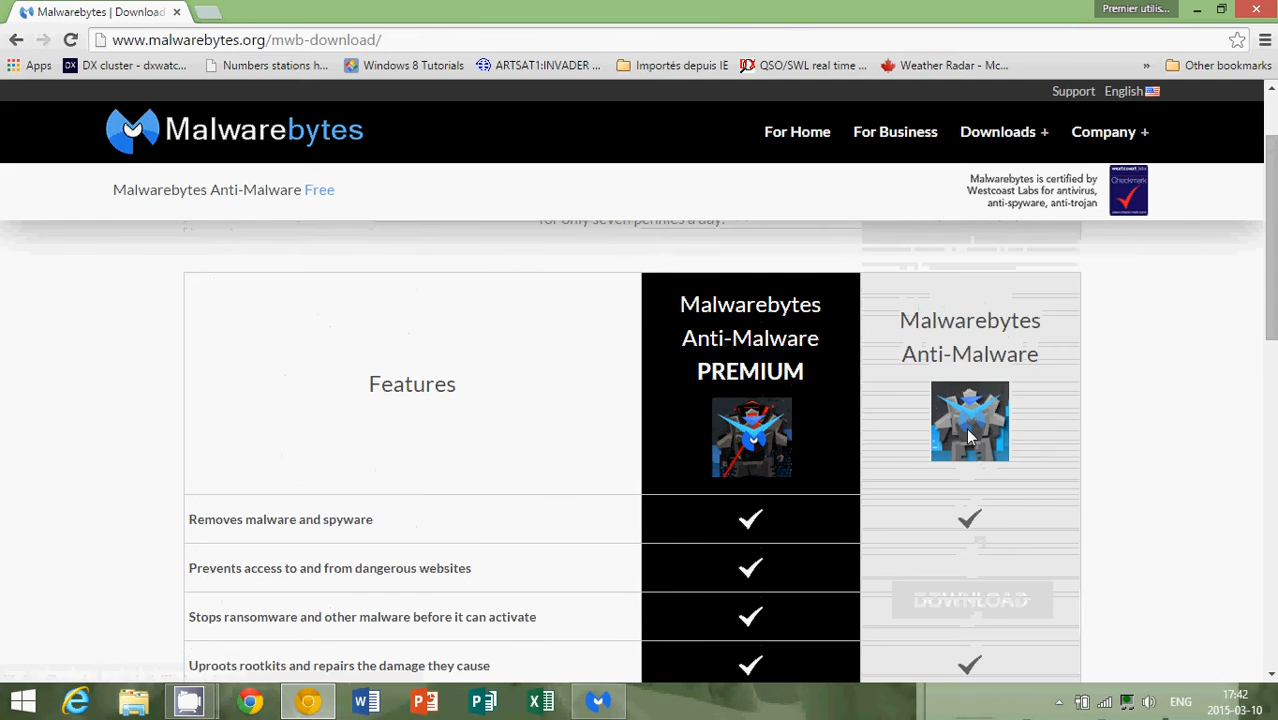 Malwarebytes | Download
Premier utilis...
www.malwarebytes.org/mwb-download/
Apps DX cluster - dxwatc... Numbers stations h... Windows 8 Tutorials ARTSAT1:INVADER ... Importés depuis IE QSO/SWL real time ... Weather Radar - Mc... » Other bookmarks
Support English
Malwarebytes For Home For Business Downloads + Company +
Malwarebytes Anti-Malware Free
Malwarebytes is certified by
Westcoast Labs for antivirus,
anti-spyware, anti-trojan
Checkmark
for only seven pennies a day.
Features
Malwarebytes
Anti-Malware
PREMIUM
Malwarebytes
Anti-Malware
Removes malware and spyware
Prevents access to and from dangerous websites
DOWNLOAD
Stops ransomware and other malware before it can activate
Uproots rootkits and repairs the damage they cause
ENG
17:42
2015-03-10